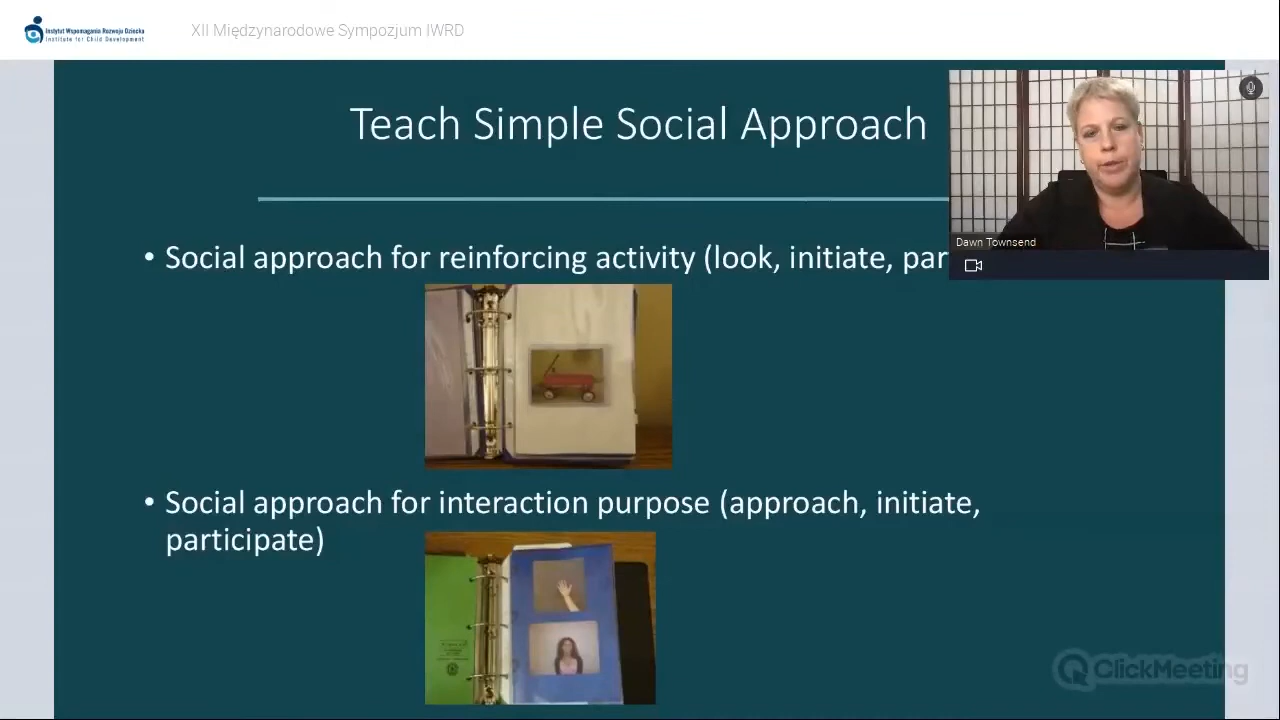 Instytut Wspomagania Rozwoju Dziecka
Institute for Child Development
XII Międzynarodowe Sympozjum IWRD
Teach Simple Social Approach
Dawn Townsend
• Social approach for reinforcing activity (look, initiate, par
• Social approach for interaction purpose (approach, initiate,
participate)
ClickMeeting